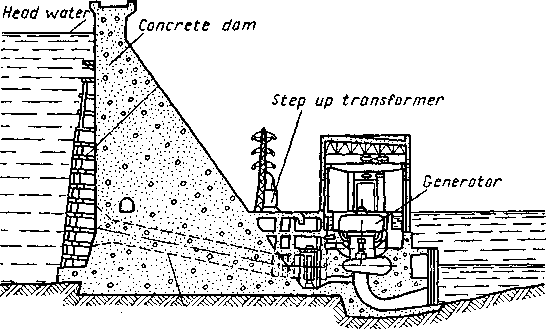 Head water
Concrete dam
Step up transformer
Generator